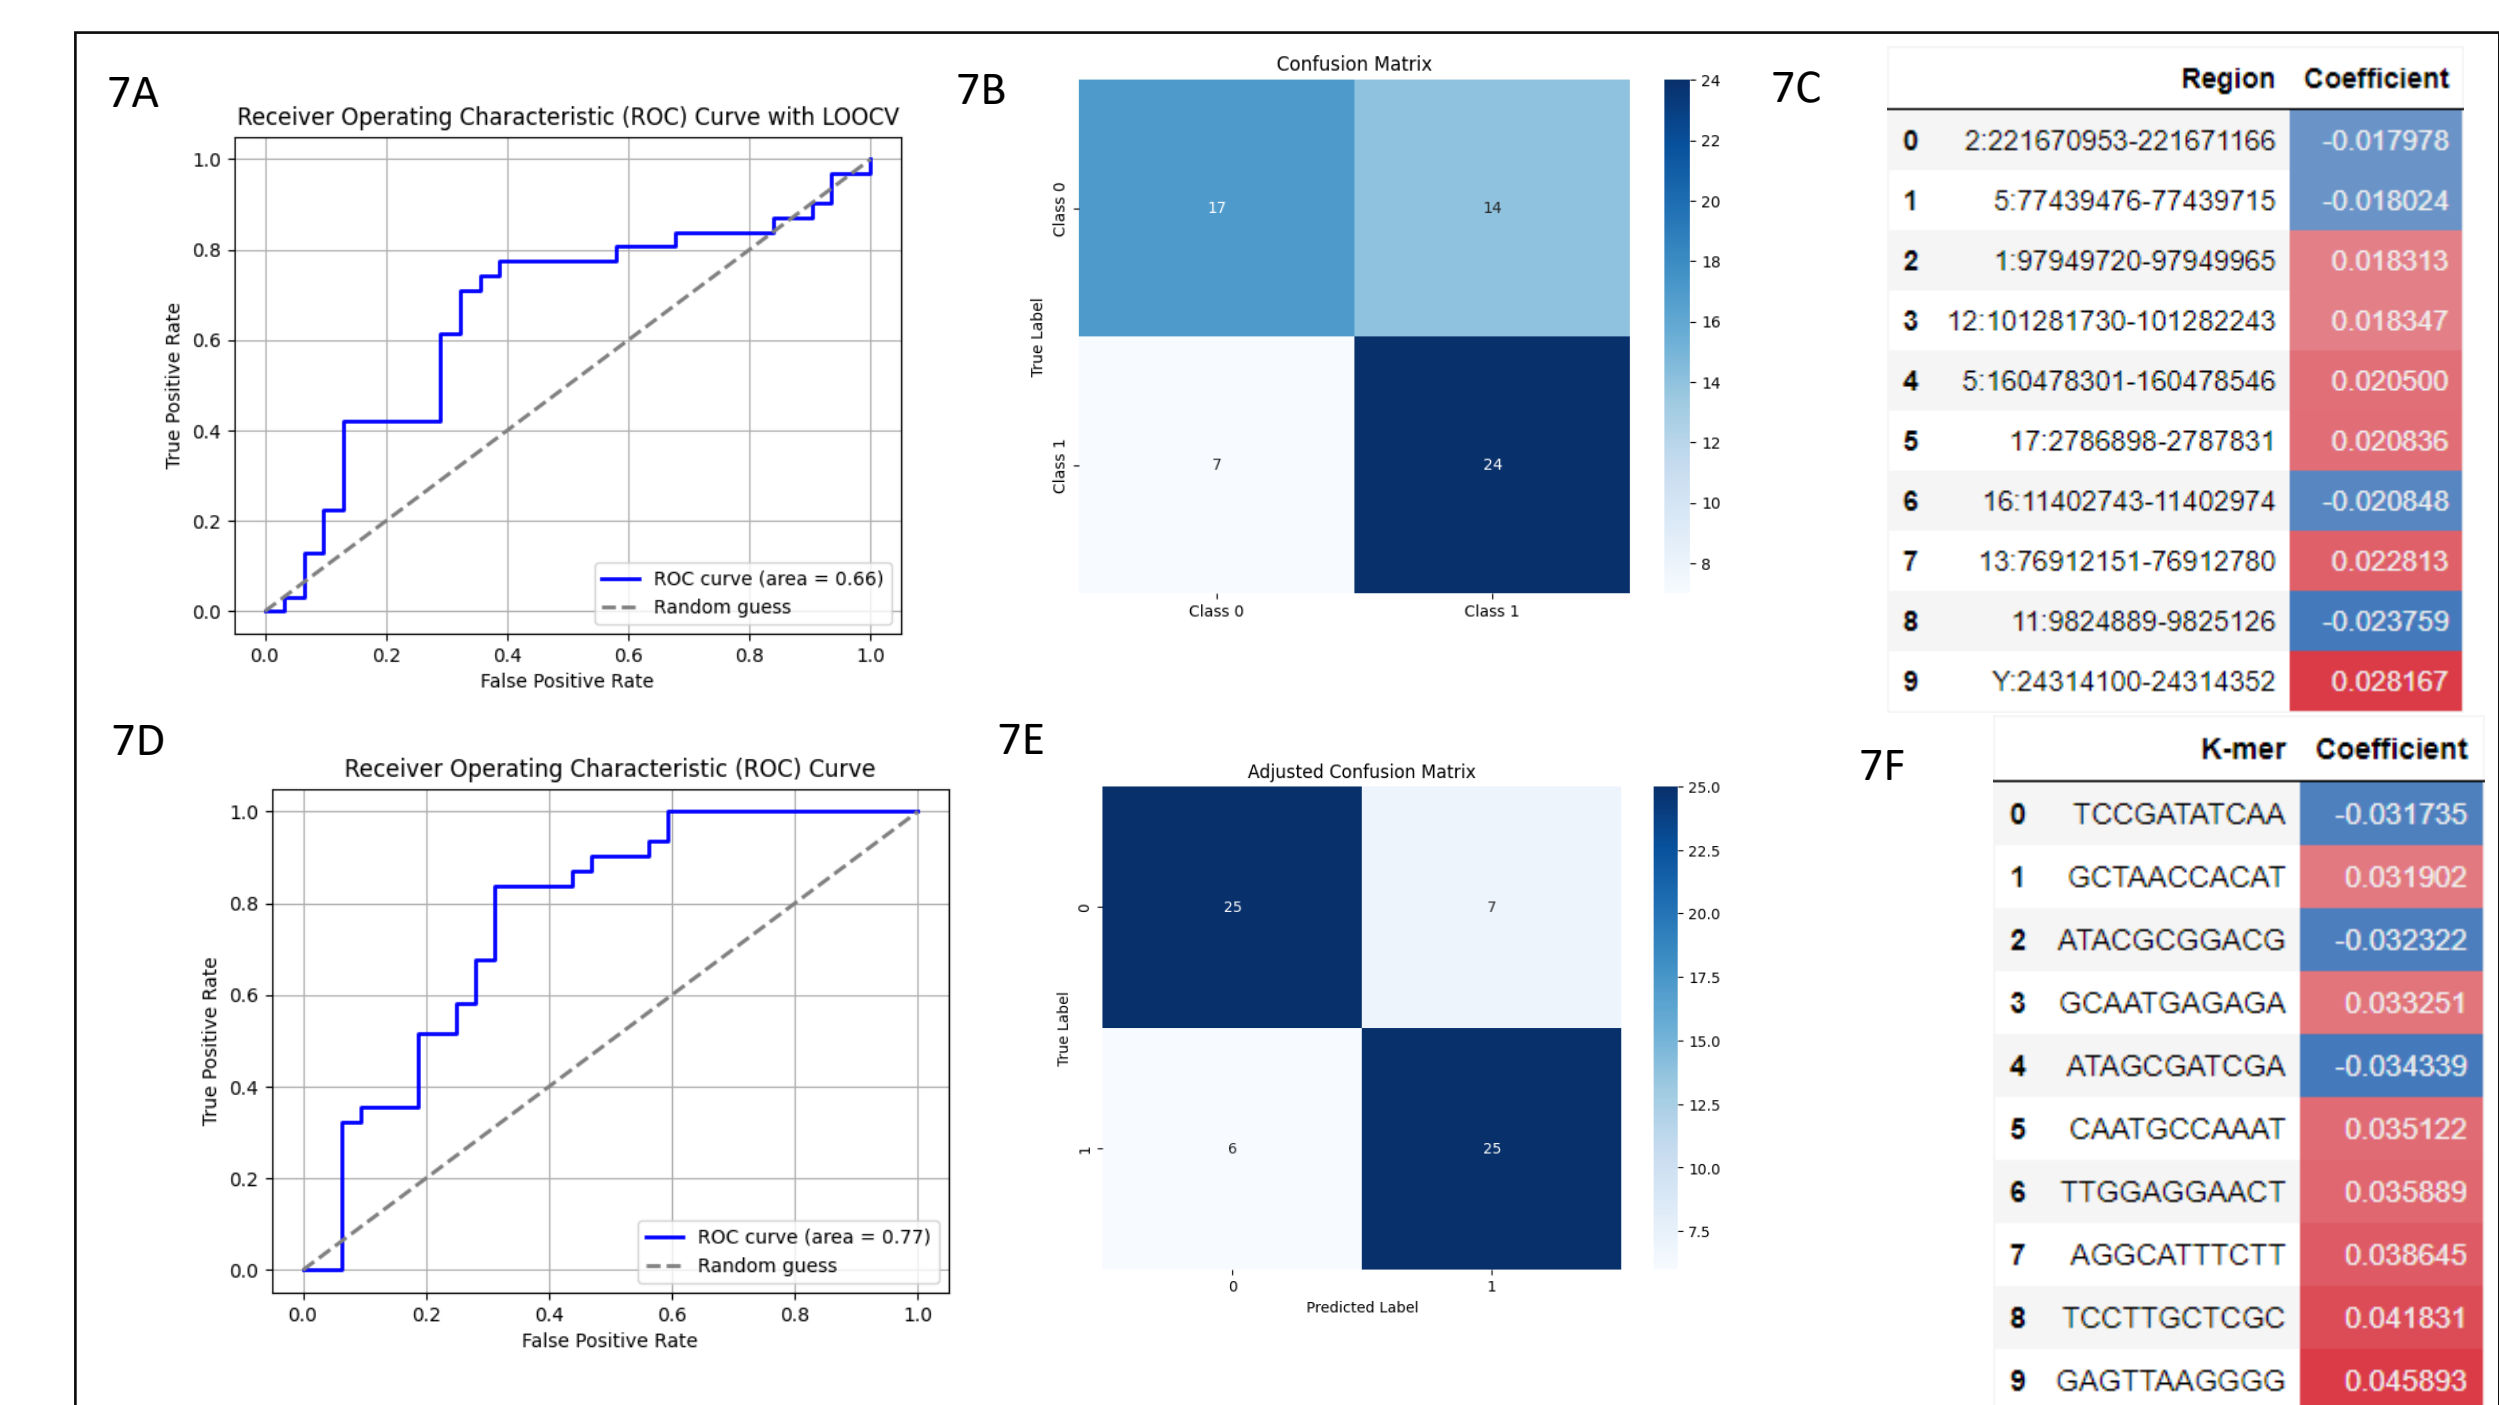 7A
Receiver Operating Characteristic (ROC) Curve with LOOCV
True Positive Rate
1.0
0.8
0.6
0.4
0.2
0.0
ROC curve (area = 0.66)
Random guess
0.0 0.2 0.4 0.6 0.8 1.0
False Positive Rate
7B
Confusion Matrix
True Label
Class 0
17 14
Class 1
7 24
Class 0 Class 1
24
22
20
18
16
14
12
10
8
7C
Region Coefficient
0 2:221670953-221671166 -0.017978
1 5:77439476-77439715 -0.018024
2 1:97949720-97949965 0.018313
3 12:101281730-101282243 0.018347
4 5:160478301-160478546 0.020500
5 17:2786898-2787831 0.020836
6 16:11402743-11402974 -0.020848
7 13:76912151-76912780 0.022813
8 11:9824889-9825126 -0.023759
9 Y:24314100-24314352 0.028167
7D
Receiver Operating Characteristic (ROC) Curve
True Positive Rate
1.0
0.8
0.6
0.4
0.2
0.0
ROC curve (area = 0.77)
Random guess
0.0 0.2 0.4 0.6 0.8 1.0
False Positive Rate
7E
Adjusted Confusion Matrix
True Label
0
25 7
1
6 25
0 1
Predicted Label
25.0
22.5
20.0
17.5
15.0
12.5
10.0
7.5
7F
K-mer Coefficient
0 TCCGATATCAA -0.031735
1 GCTAACCACAT 0.031902
2 ATACGCGGACG -0.032322
3 GCAATGAGAGA 0.033251
4 ATAGCGATCGA -0.034339
5 CAATGCCAAAT 0.035122
6 TTGGAGGAACT 0.035889
7 AGGCATTTCTT 0.038645
8 TCCTTGCTCGC 0.041831
9 GAGTTAAGGGG 0.045893